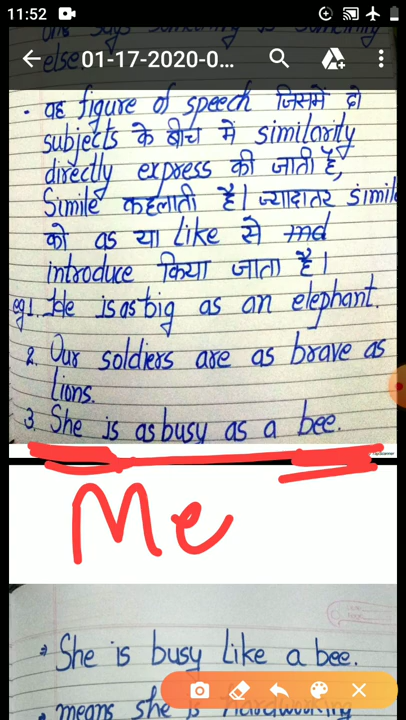 11:52
else
01-17-2020-0...
· वह figure of speech जिसमें दो
subjects के बीच में similarity
directly express की जाती है,
Simile कहलाती है। ज्यादातर simil
को as या Like से
introduce किया जाता है।
eg 1. He is as big as an elephant.
2. Our soldiers are as brave as
Lions.
3. She is as busy as a bee.
Me
She is busy Like a bee.
means she is hardworking